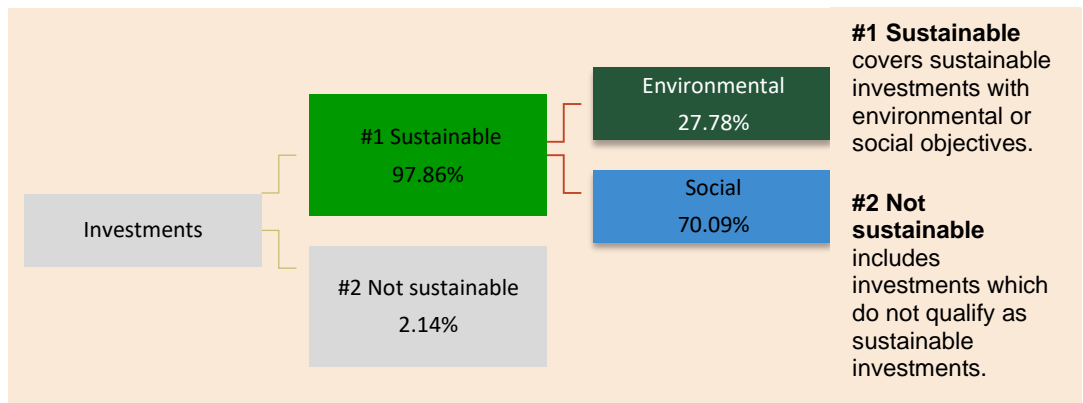 Investments
#1 Sustainable
97.86%
#2 Not sustainable
2.14%
Environmental
27.78%
Social
70.09%
#1 Sustainable
covers sustainable
investments with
environmental or
social objectives.
#2 Not
sustainable
includes
investments which
do not qualify as
sustainable
investments.